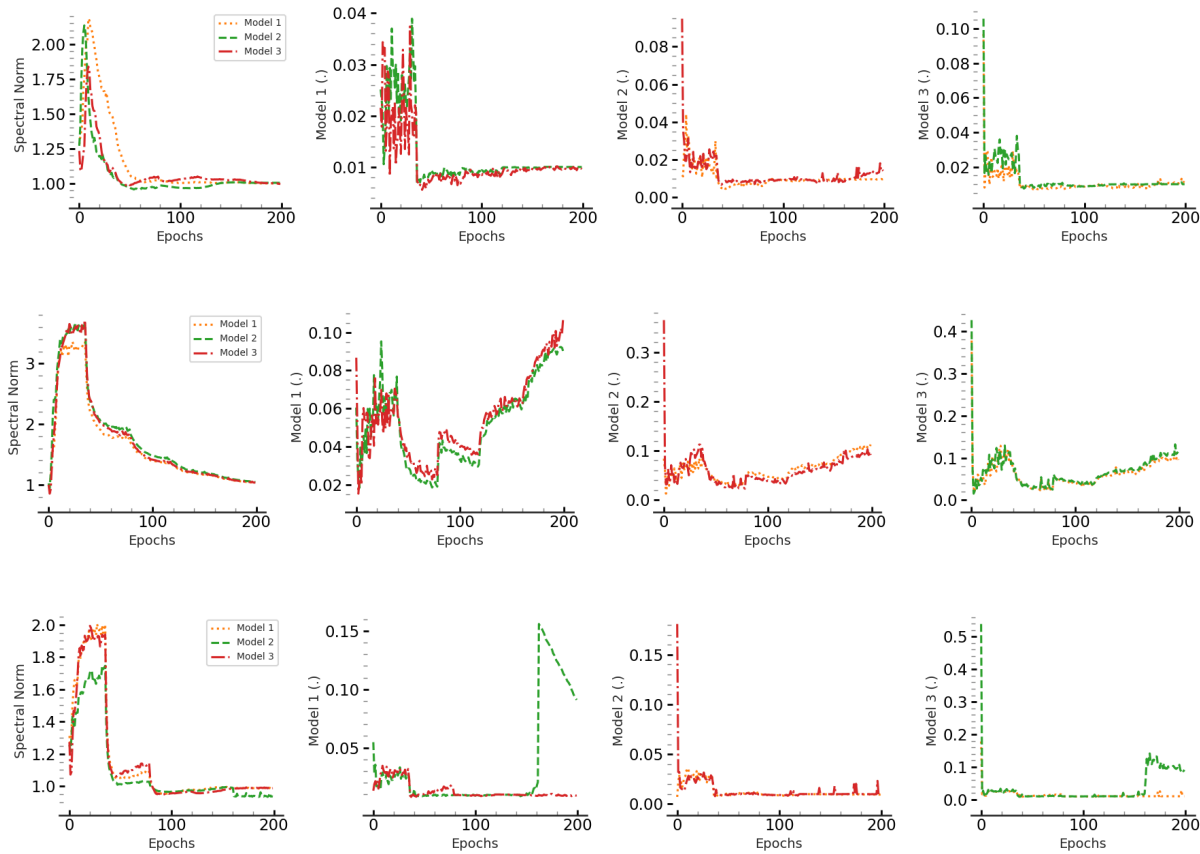 Spectral Norm
2.00
1.75
1.50
1.25
1.00
0
100
200
Epochs
Model 1
Model 2
Model 3
Model 1 (.)
0.04
0.03
0.02
0.01
0
100
200
Epochs
Model 2 (.)
0.08
0.06
0.04
0.02
0.00
0
100
200
Epochs
Model 3 (.)
0.10
0.08
0.06
0.04
0.02
0
100
200
Epochs
Spectral Norm
3
2
1
0
100
200
Epochs
Model 1
Model 2
Model 3
Model 1 (.)
0.10
0.08
0.06
0.04
0.02
0
100
200
Epochs
Model 2 (.)
0.3
0.2
0.1
0.0
0
100
200
Epochs
Model 3 (.)
0.4
0.3
0.2
0.1
0.0
0
100
200
Epochs
Spectral Norm
2.0
1.8
1.6
1.4
1.2
1.0
0
100
200
Epochs
Model 1
Model 2
Model 3
Model 1 (.)
0.15
0.10
0.05
0
100
200
Epochs
Model 2 (.)
0.15
0.10
0.05
0.00
0
100
200
Epochs
Model 3 (.)
0.5
0.4
0.3
0.2
0.1
0.0
0
100
200
Epochs